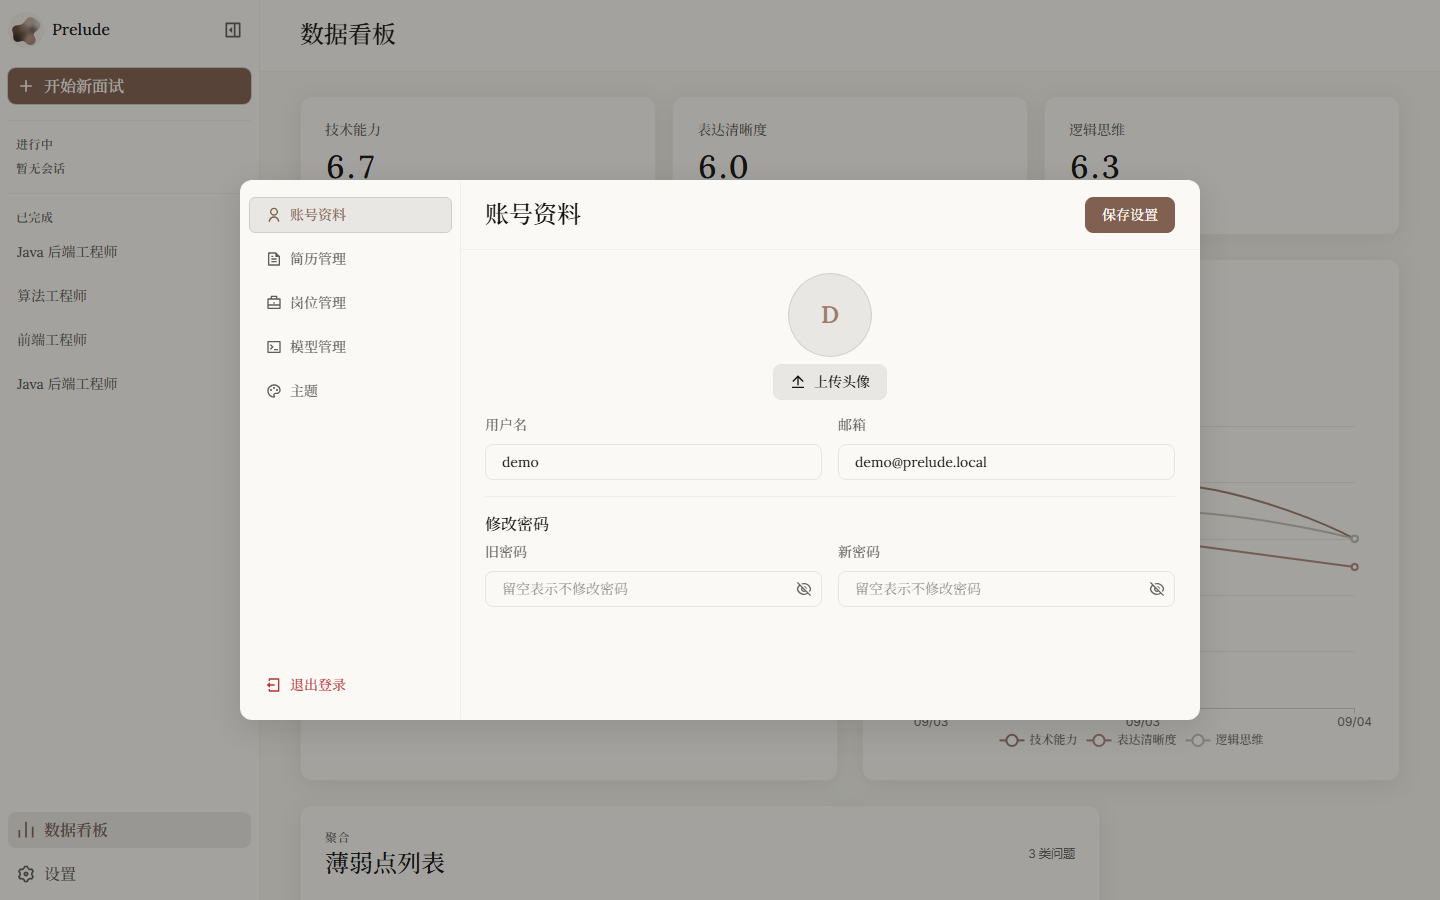 Prelude
开始新面试
进行中
暂无会话
已完成
Java 后端工程师
算法工程师
前端工程师
Java 后端工程师
数据看板
设置
数据看板
技术能力
6.7
表达清晰度
6.0
逻辑思维
6.3
账号资料
简历管理
岗位管理
模型管理
主题
退出登录
账号资料
保存设置
D
上传头像
用户名
邮箱
demo
demo@prelude.local
修改密码
旧密码
新密码
留空表示不修改密码
留空表示不修改密码
09/03
09/03
09/04
技术能力
表达清晰度
逻辑思维
聚合
薄弱点列表
3 类问题